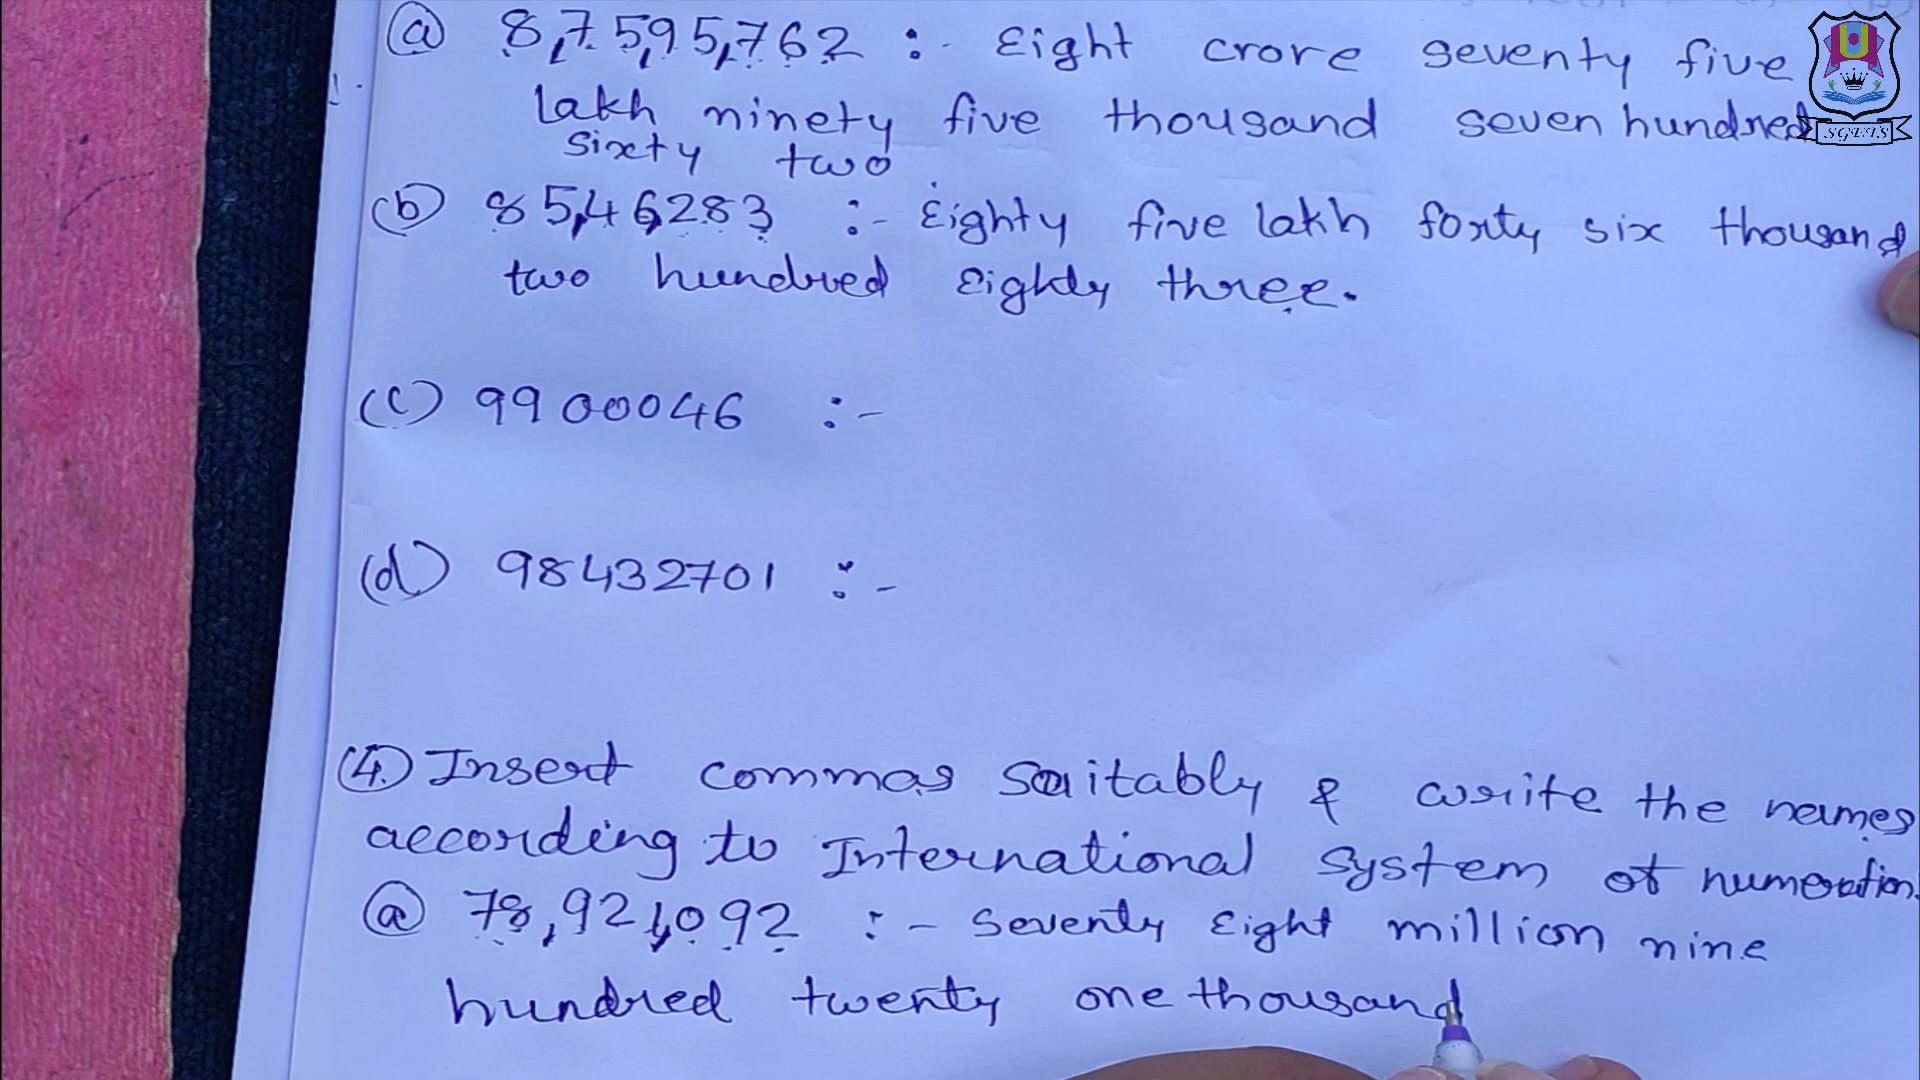 (a) 8,75,95,762 :- Eight crore seventy five
lakh ninety five thousand seven hundred
sixty two
(b) 85,46,283 :- Eighty five lakh forty six thousand
two hundred Eighty three.
(c) 9900046 :-
(d) 98432701 :-
(4.) Insert commas suitably & write the names
according to International system of numeration.
(a) 78,921,092 :- Seventy Eight million nine
hundred twenty one thousand